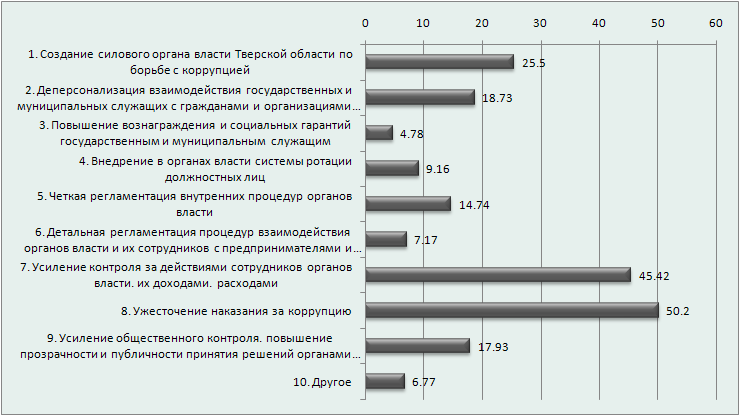 0 10 20 30 40 50 60
1. Создание силового органа власти Тверской области по
борьбе с коррупцией
25.5
2. Деперсонализация взаимодействия государственных и
муниципальных служащих с гражданами и организациями...
18.73
3. Повышение вознаграждения и социальных гарантий
государственным и муниципальным служащим
4.78
4. Внедрение в органах власти системы ротации
должностных лиц
9.16
5. Четкая регламентация внутренних процедур органов
власти
14.74
6. Детальная регламентация процедур взаимодействия
органов власти и их сотрудников с предпринимателями и...
7.17
7. Усиление контроля за действиями сотрудников органов
власти. их доходами. расходами
45.42
8. Ужесточение наказания за коррупцию
50.2
9. Усиление общественного контроля. повышение
прозрачности и публичности принятия решений органами...
17.93
10. Другое
6.77